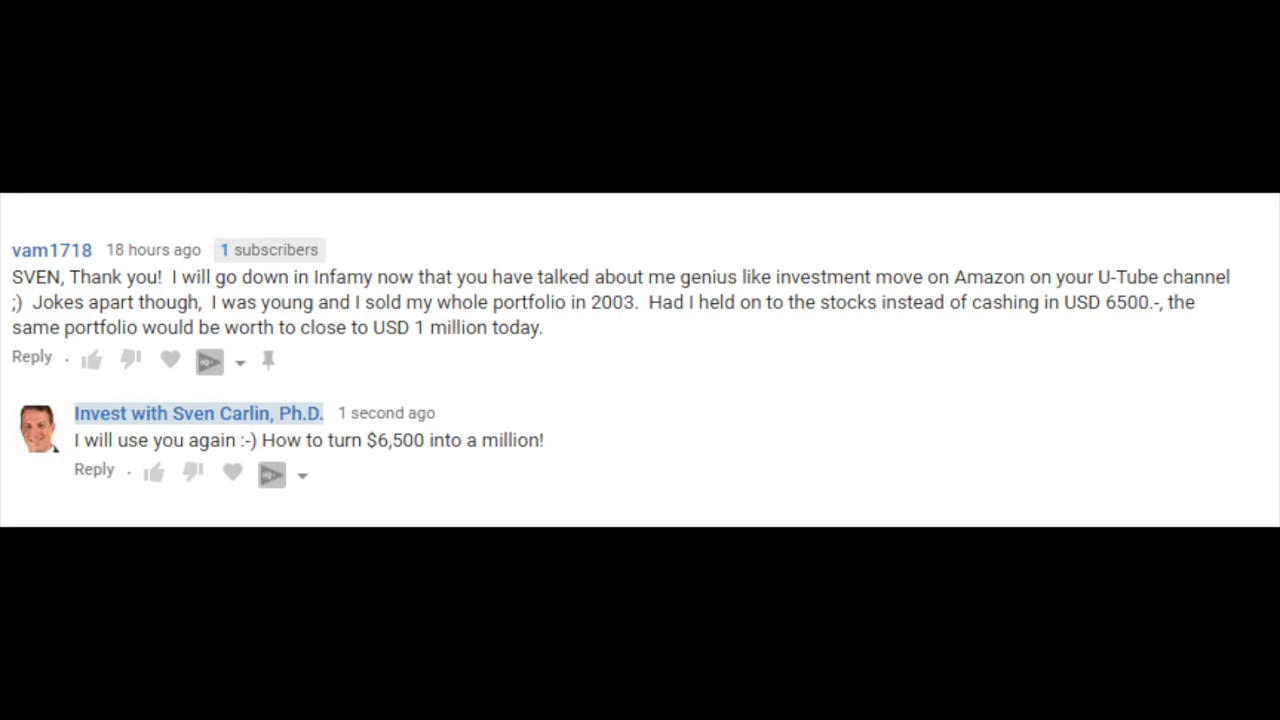 vam1718 18 hours ago 1 subscribers
SVEN, Thank you!  I will go down in Infamy now that you have talked about me genius like investment move on Amazon on your U-Tube channel
;)  Jokes apart though,  I was young and I sold my whole portfolio in 2003.  Had I held on to the stocks instead of cashing in USD 6500.-, the
same portfolio would be worth to close to USD 1 million today.
Reply ·
Invest with Sven Carlin, Ph.D. 1 second ago
I will use you again :-) How to turn $6,500 into a million!
Reply ·